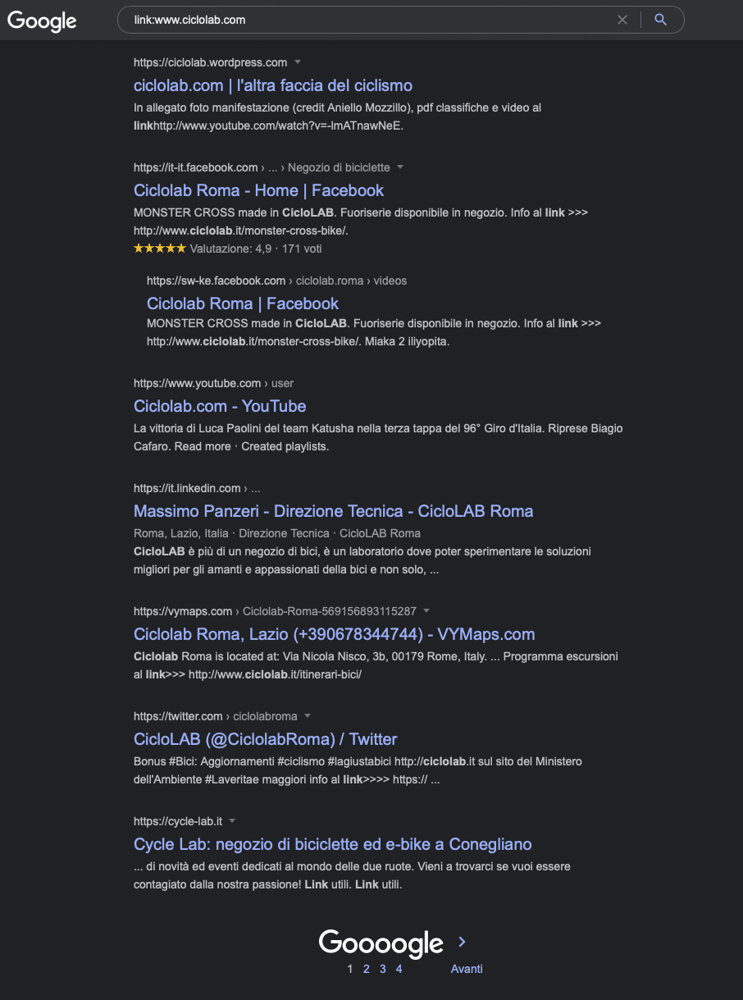 Google
link:www.ciclolab.com
https://ciclolab.wordpress.com
ciclolab.com | l'altra faccia del ciclismo
In allegato foto manifestazione (credit Aniello Mozzillo), pdf classifiche e video al
linkhttp://www.youtube.com/watch?v=-lmATnawNeE.
https://it-it.facebook.com › ... › Negozio di biciclette
Ciclolab Roma - Home | Facebook
MONSTER CROSS made in CicloLAB. Fuoriserie disponibile in negozio. Info al link >>>
http://www.ciclolab.it/monster-cross-bike/.
★★★★★ Valutazione: 4,9 · 171 voti
https://sw-ke.facebook.com › ciclolab.roma › videos
Ciclolab Roma | Facebook
MONSTER CROSS made in CicloLAB. Fuoriserie disponibile in negozio. Info al link >>>
http://www.ciclolab.it/monster-cross-bike/. Miaka 2 iliyopita.
https://www.youtube.com › user
Ciclolab.com - YouTube
La vittoria di Luca Paolini del team Katusha nella terza tappa del 96° Giro d'Italia. Riprese Biagio
Cafaro. Read more · Created playlists.
https://it.linkedin.com › ...
Massimo Panzeri - Direzione Tecnica - CicloLAB Roma
Roma, Lazio, Italia · Direzione Tecnica · CicloLAB Roma
CicloLAB è più di un negozio di bici, è un laboratorio dove poter sperimentare le soluzioni
migliori per gli amanti e appassionati della bici e non solo, ...
https://vymaps.com › Ciclolab-Roma-569156893115287
Ciclolab Roma, Lazio (+390678344744) - VYMaps.com
Ciclolab Roma is located at: Via Nicola Nisco, 3b, 00179 Rome, Italy. ... Programma escursioni
al link>>> http://www.ciclolab.it/itinerari-bici/
https://twitter.com › ciclolabroma
CicloLAB (@CiclolabRoma) / Twitter
Bonus #Bici: Aggiornamenti #ciclismo #lagiustabici http://ciclolab.it sul sito del Ministero
dell'Ambiente #Laveritae maggiori info al link>>>> https:// ...
https://cycle-lab.it
Cycle Lab: negozio di biciclette ed e-bike a Conegliano
... di novità ed eventi dedicati al mondo delle due ruote. Vieni a trovarci se vuoi essere
contagiato dalla nostra passione! Link utili. Link utili.
Goooogle >
1 2 3 4 Avanti